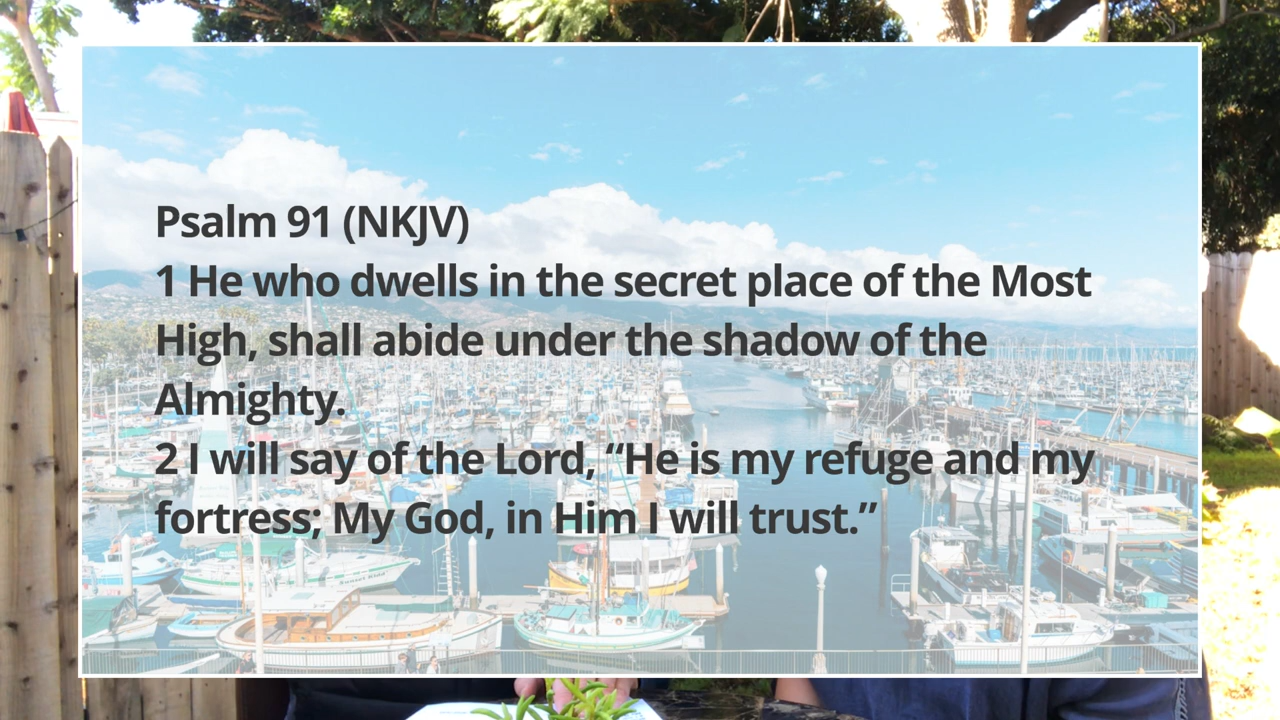 Psalm 91 (NKJV)
1 He who dwells in the secret place of the Most
High, shall abide under the shadow of the
Almighty.
2 I will say of the Lord, “He is my refuge and my
fortress; My God, in Him I will trust.”